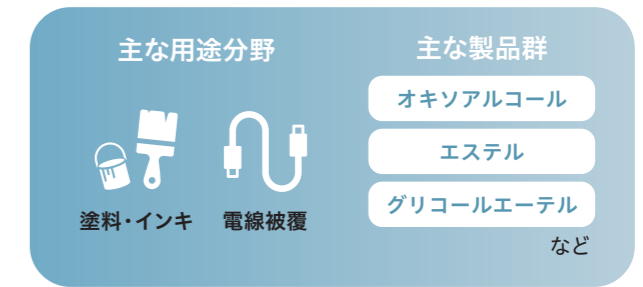 主な用途分野
塗料・インキ
電線被覆
主な製品群
オキソアルコール
エステル
グリコールエーテル
など